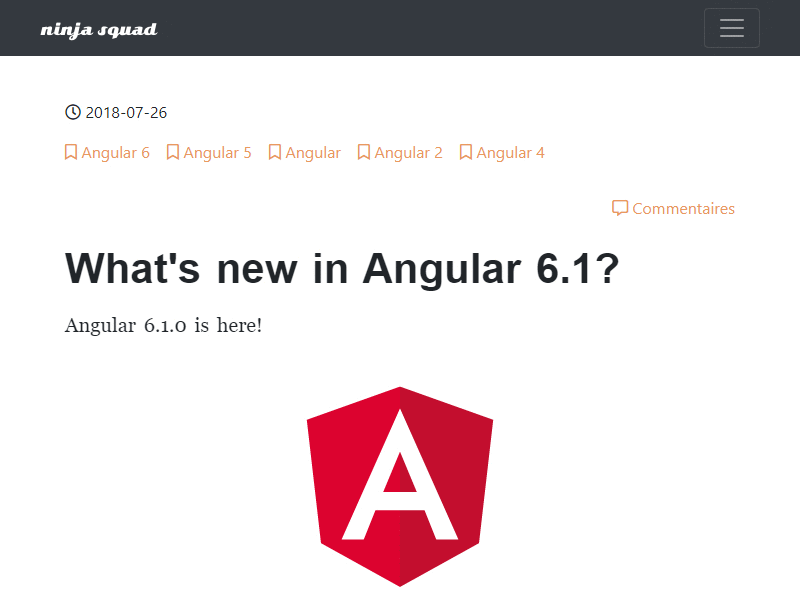 ninja squad
2018-07-26
Angular 6 Angular 5 Angular Angular 2 Angular 4
Commentaires
What's new in Angular 6.1?
Angular 6.1.0 is here!
A